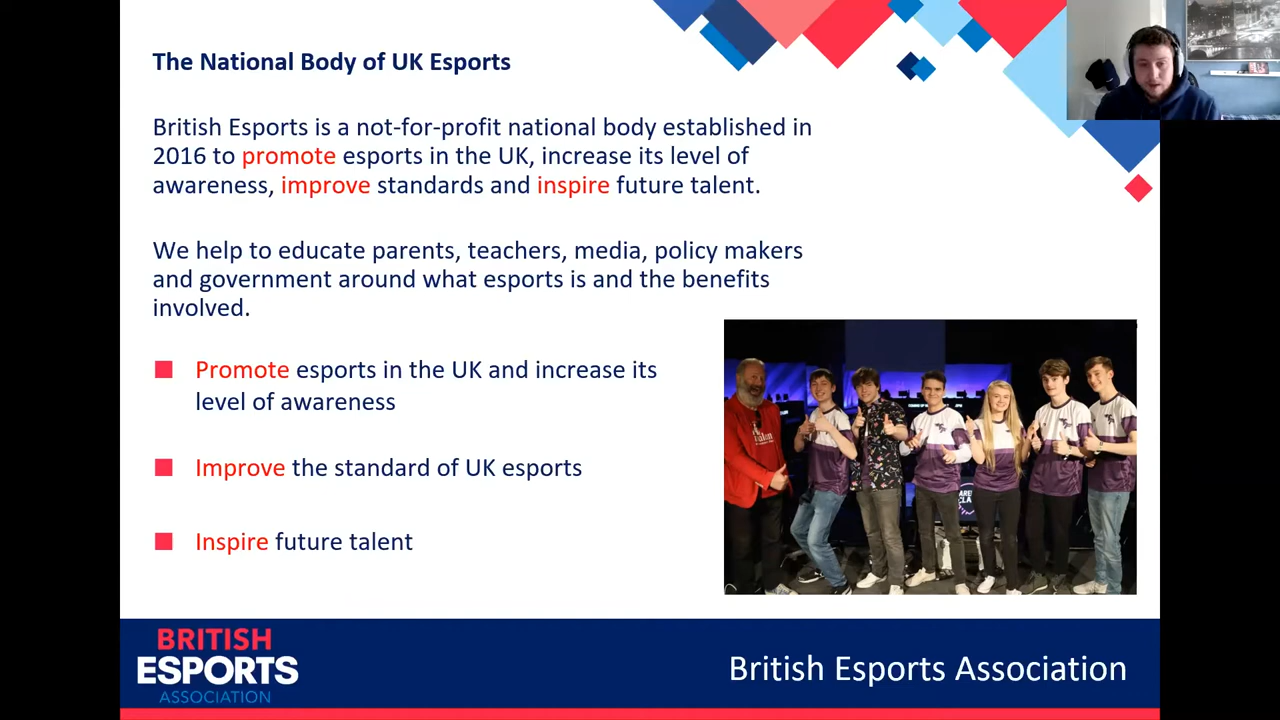 The National Body of UK Esports
British Esports is a not-for-profit national body established in
2016 to promote esports in the UK, increase its level of
awareness, improve standards and inspire future talent.
We help to educate parents, teachers, media, policy makers
and government around what esports is and the benefits
involved.
Promote esports in the UK and increase its
level of awareness
Improve the standard of UK esports
Inspire future talent
BRITISH
ESPORTS
ASSOCIATION
British Esports Association